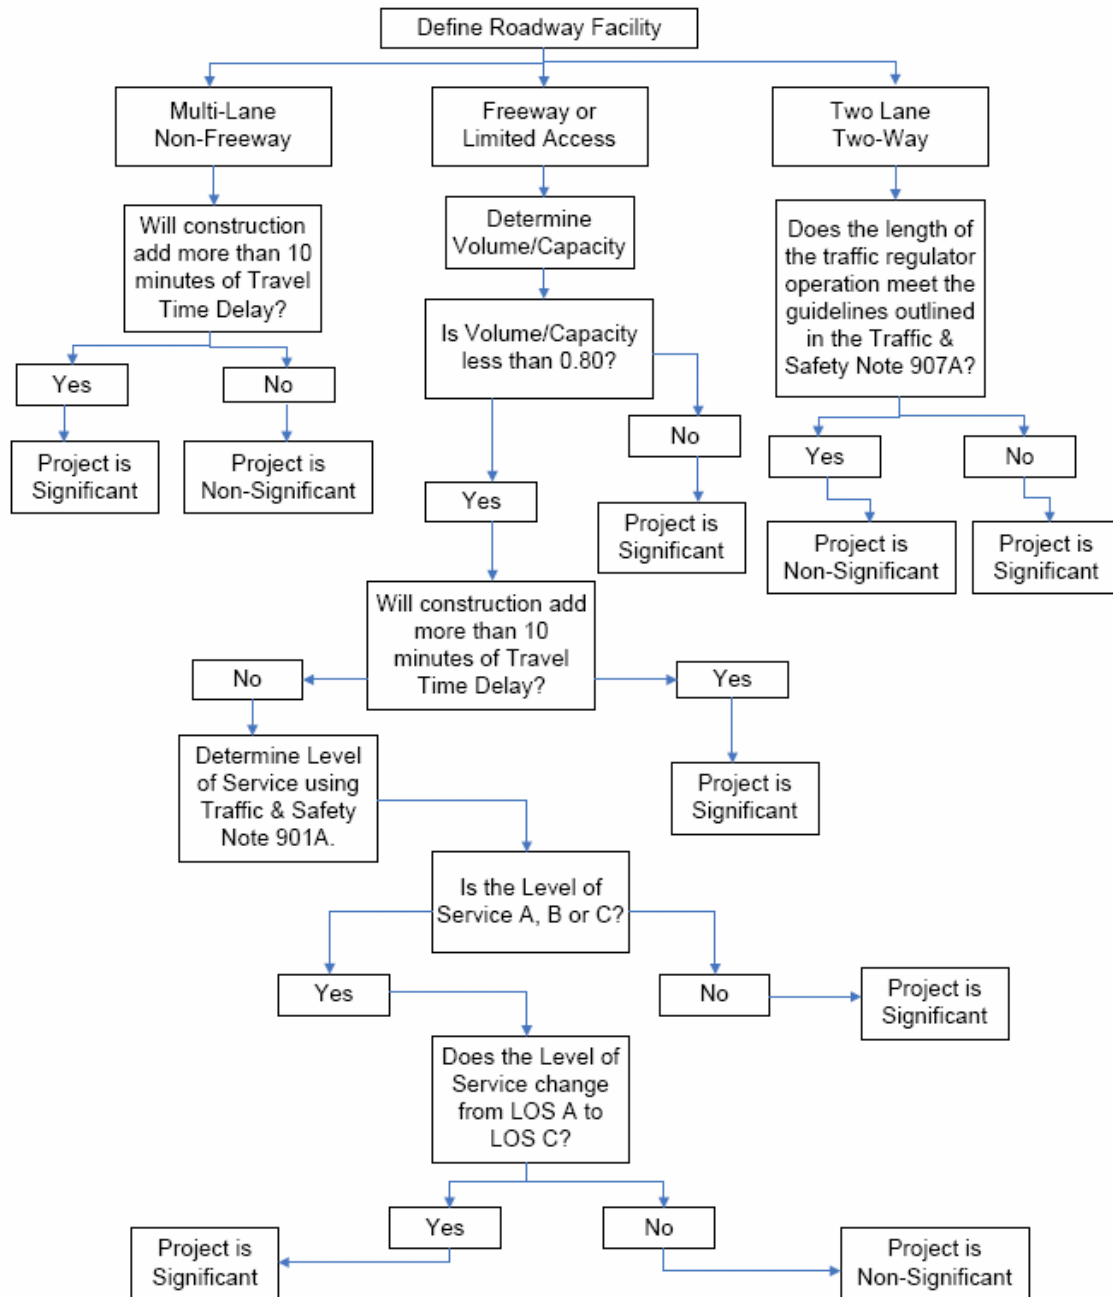 Define Roadway Facility
Multi-Lane
Non-Freeway
Freeway or
Limited Access
Two Lane
Two-Way
Will construction
add more than 10
minutes of Travel
Time Delay?
Determine
Volume/Capacity
Does the length of
the traffic regulator
operation meet the
guidelines outlined
in the Traffic &
Safety Note 907A?
Is Volume/Capacity
less than 0.80?
Yes
No
Project is
Significant
Project is
Non-Significant
Yes
No
Project is
Significant
Yes
No
Project is
Non-Significant
Project is
Significant
Will construction add
more than 10
minutes of Travel
Time Delay?
No
Yes
Determine Level
of Service using
Traffic & Safety
Note 901A.
Project is
Significant
Is the Level of
Service A, B or C?
Yes
No
Project is
Significant
Does the Level of
Service change
from LOS A to
LOS C?
Yes
No
Project is
Significant
Project is
Non-Significant